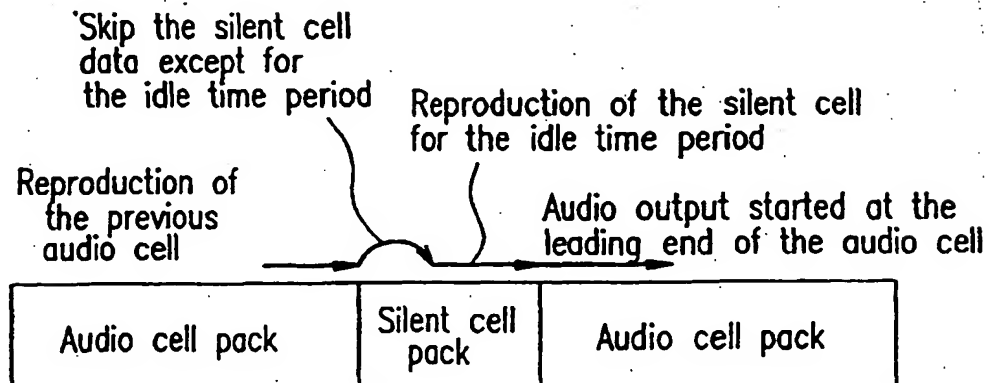 Skip the silent cell
data except for
the idle time period
Reproduction of the silent cell
for the idle time period
Reproduction of
the previous
audio cell
Audio output started at the
leading end of the audio cell
Audio cell pack
Silent cell
pack
Audio cell pack